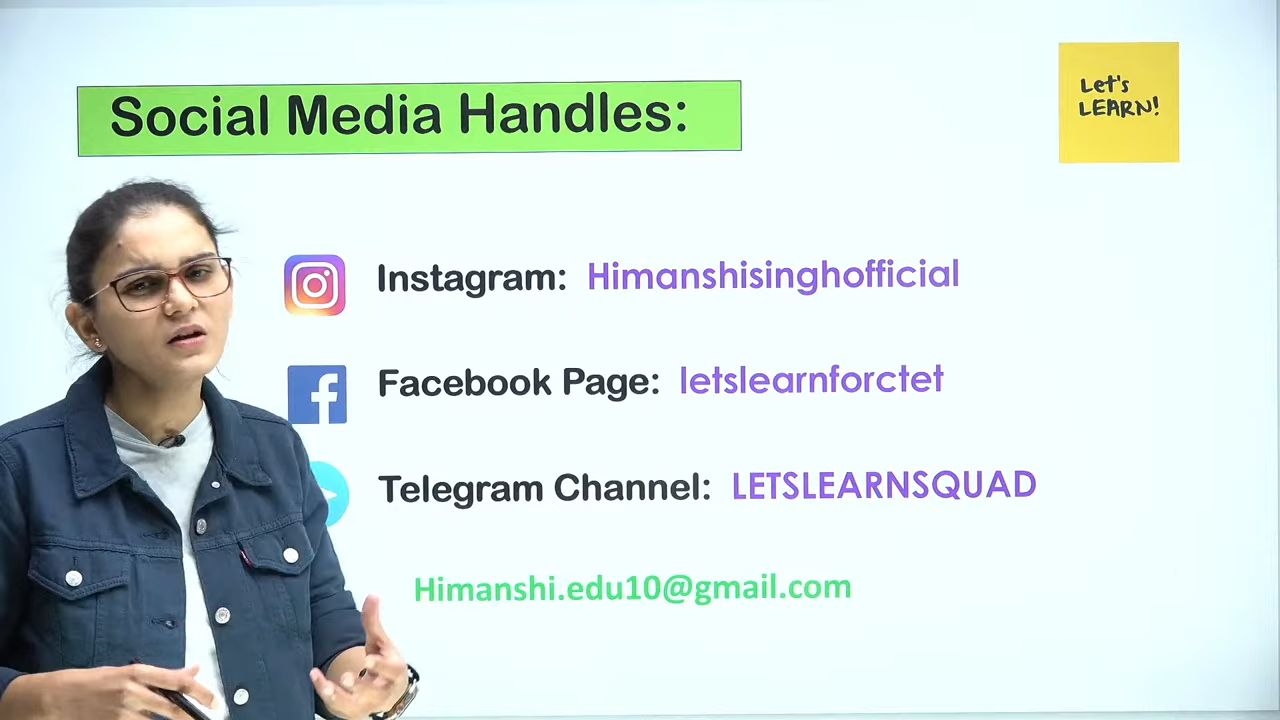 Social Media Handles:
Let's
LEARN!
Instagram: Himanshisinghofficial
Facebook Page: letslearnforctet
Telegram Channel: LETSLEARNSQUAD
Himanshi.edu10@gmail.com